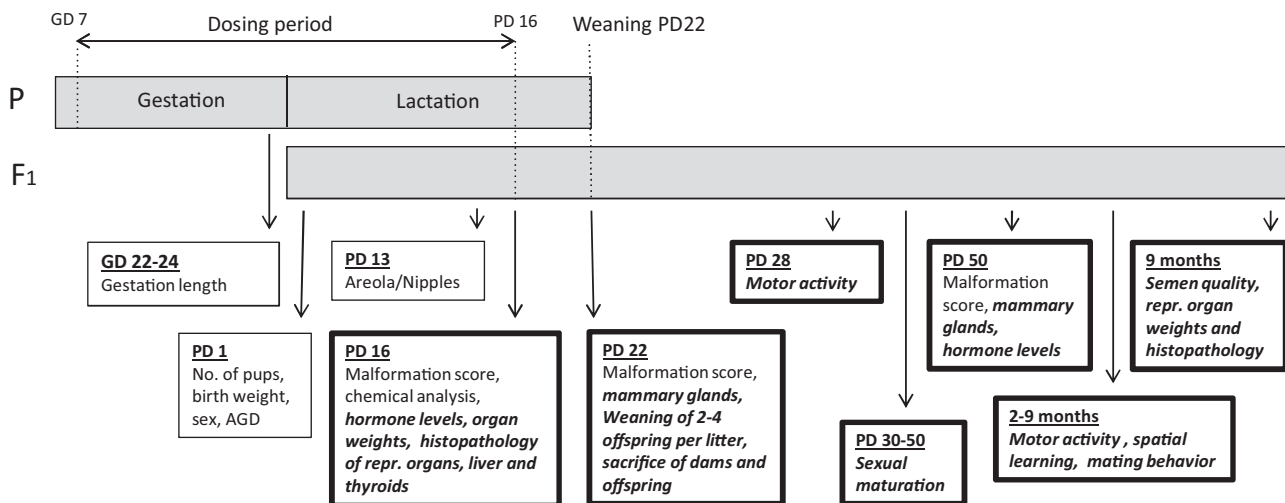 GD 7
Dosing period
PD 16
Weaning PD22
P
Gestation
Lactation
F1
GD 22-24
Gestation length
PD 13
Areola/Nipples
PD 28
Motor activity
PD 50
Malformation
score, mammary
glands,
hormone levels
9 months
Semen quality,
repr. organ
weights and
histopathology
PD 1
No. of pups,
birth weight,
sex, AGD
PD 16
Malformation score,
chemical analysis,
hormone levels, organ
weights, histopathology
of repr. organs, liver and
thyroids
PD 22
Malformation score,
mammary glands,
Weaning of 2-4
offspring per litter,
sacrifice of dams and
offspring
PD 30-50
Sexual
maturation
2-9 months
Motor activity , spatial
learning, mating behavior